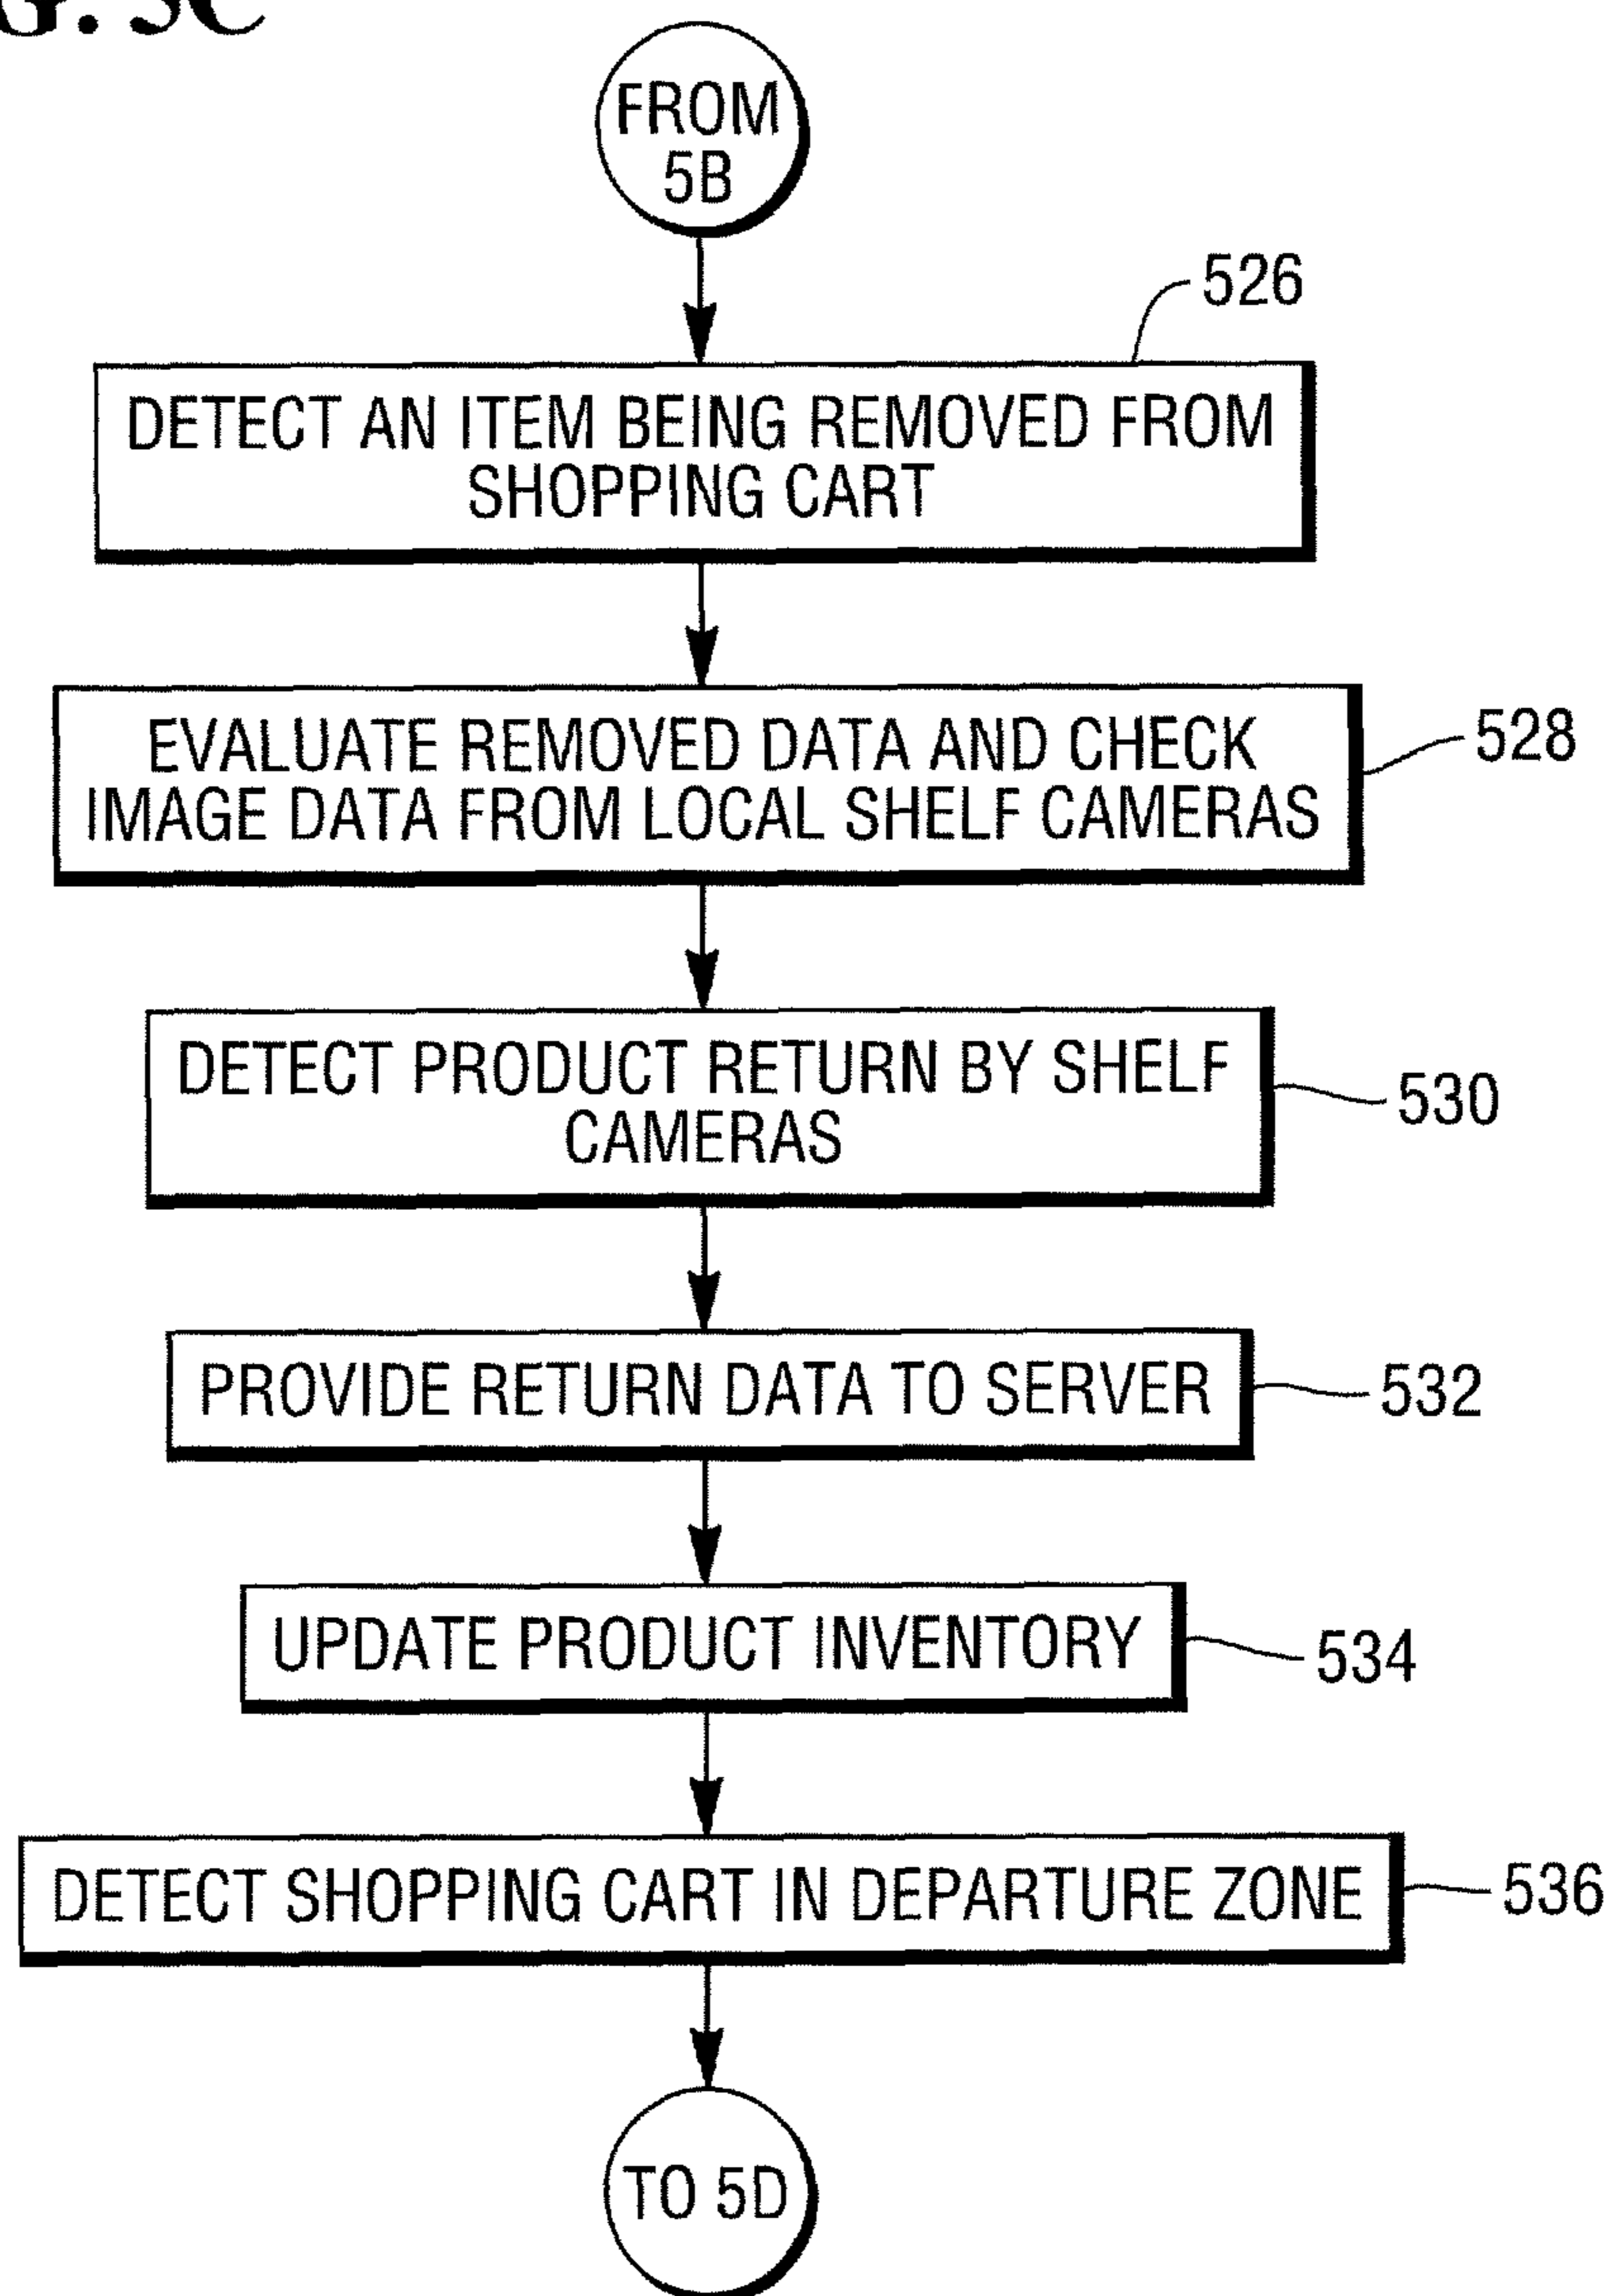 G. 5C
FROM
5B
526
DETECT AN ITEM BEING REMOVED FROM
SHOPPING CART
EVALUATE REMOVED DATA AND CHECK
IMAGE DATA FROM LOCAL SHELF CAMERAS
528
DETECT PRODUCT RETURN BY SHELF
CAMERAS
530
PROVIDE RETURN DATA TO SERVER
532
UPDATE PRODUCT INVENTORY
534
DETECT SHOPPING CART IN DEPARTURE ZONE
536
TO 5D